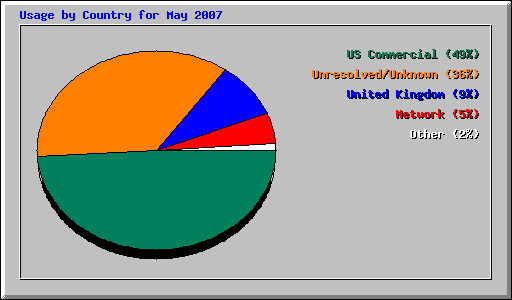 Usage by Country for May 2007
US Commercial (49%)
Unresolved/Unknown (36%)
United Kingdom (9%)
Network (5%)
Other (2%)